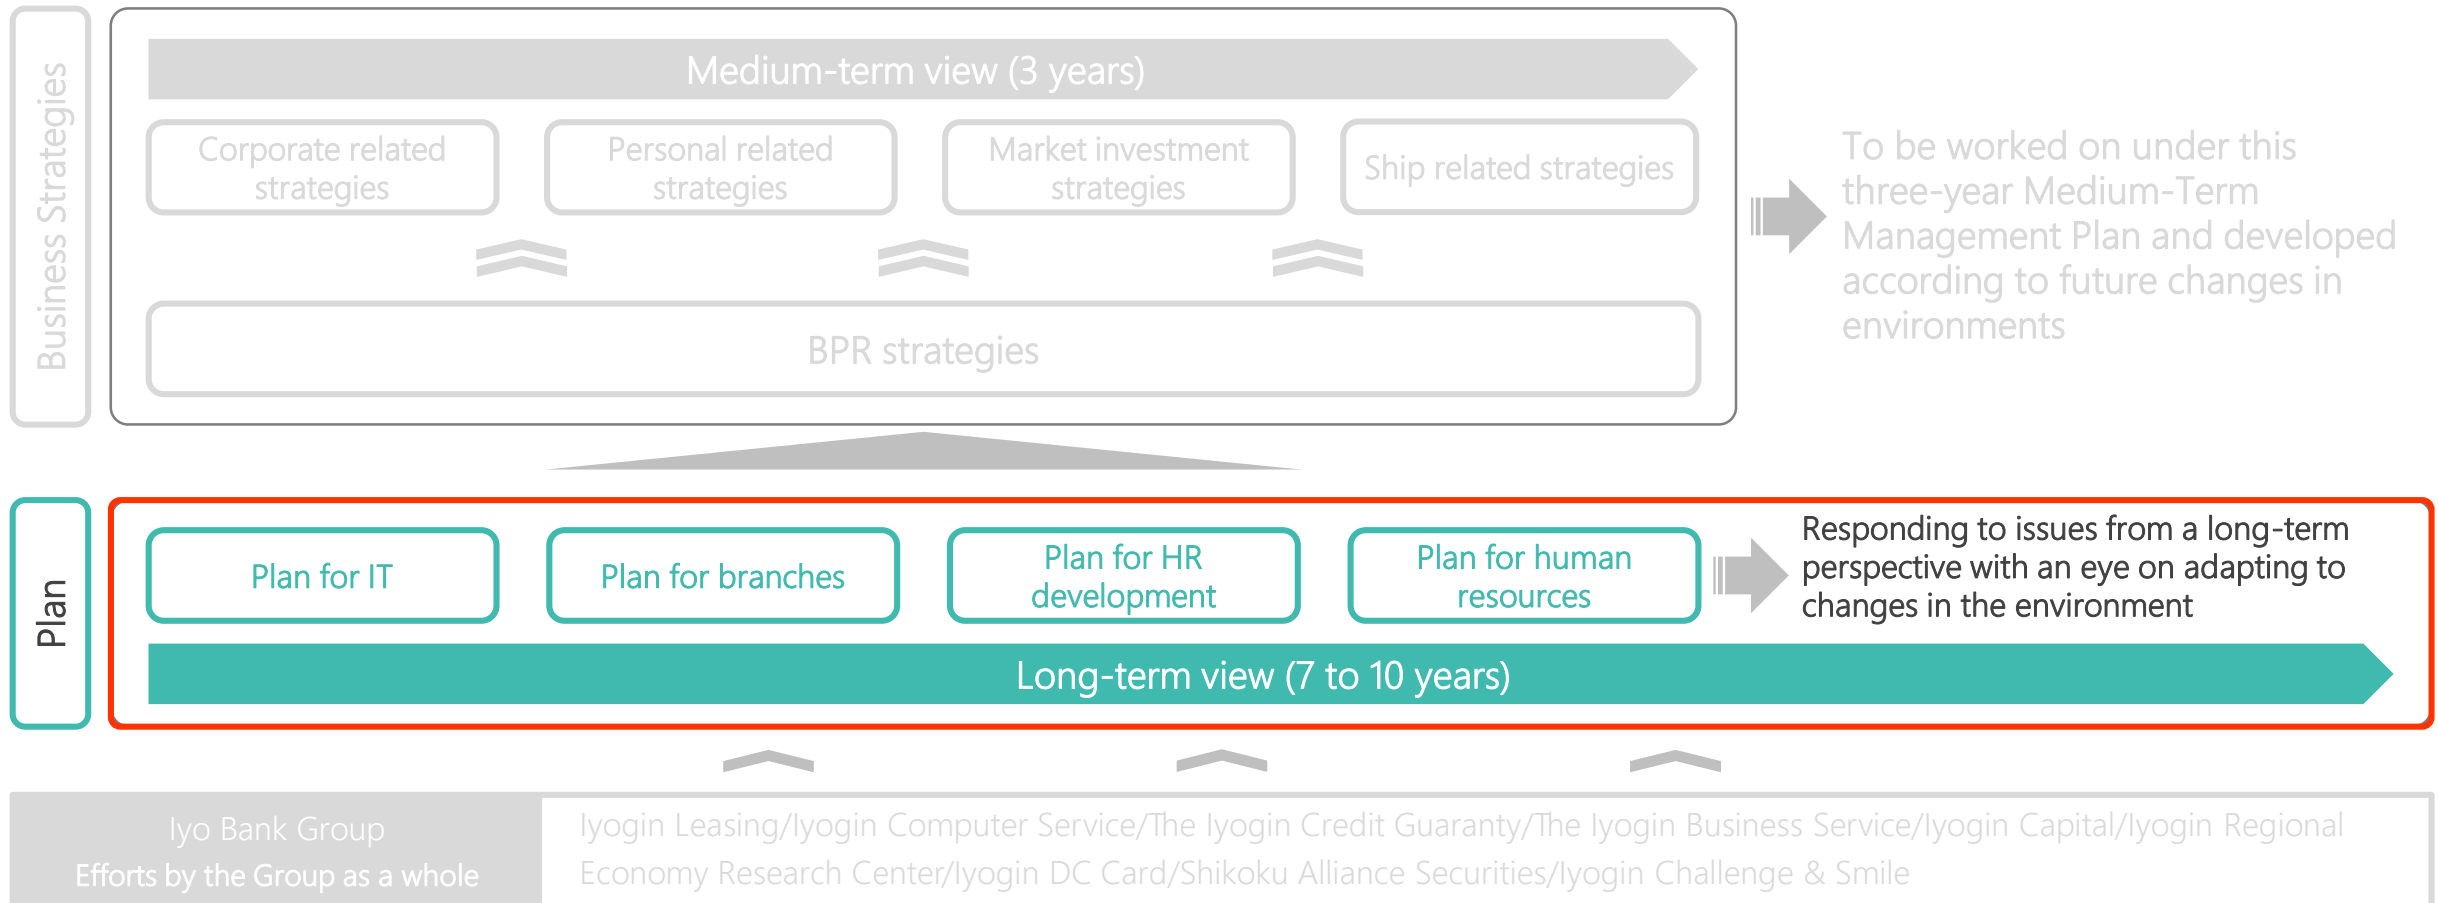 Business Strategies
Medium-term view (3 years)
Corporate related
strategies
Personal related
strategies
Market investment
strategies
Ship related strategies
BPR strategies
To be worked on under this
three-year Medium-Term
Management Plan and developed
according to future changes in
environments
Plan
Plan for IT
Plan for branches
Plan for HR
development
Plan for human
resources
Responding to issues from a long-term
perspective with an eye on adapting to
changes in the environment
Long-term view (7 to 10 years)
Iyo Bank Group
Efforts by the Group as a whole
Iyogin Leasing/Iyogin Computer Service/The Iyogin Credit Guaranty/The Iyogin Business Service/Iyogin Capital/Iyogin Regional
Economy Research Center/Iyogin DC Card/Shikoku Alliance Securities/Iyogin Challenge & Smile